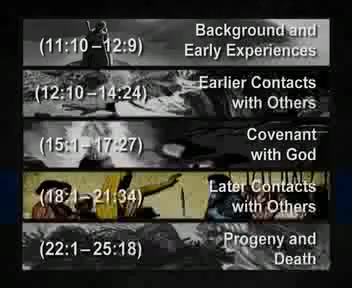 (11:10–12:9)
Background and
Early Experiences
(12:10–14:24)
Earlier Contacts
with Others
(15:1–17:27)
Covenant
with God
(18:1–21:34)
Later Contacts
with Others
(22:1–25:18)
Progeny and
Death